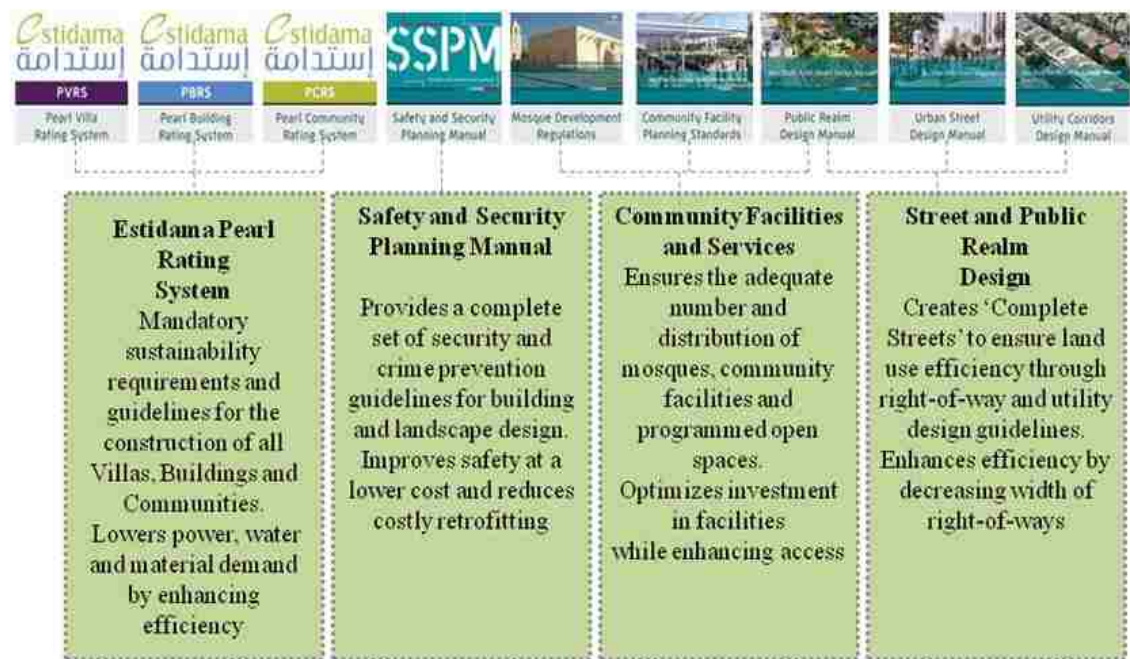 estidama
إستدامة
PVRS
Pearl Villa
Rating System
estidama
إستدامة
PBRS
Pearl Building
Rating System
estidama
إستدامة
PCRS
Pearl Community
Rating System
SSPM
Safety and Security
Planning Manual
Mosque Development
Regulations
Community Facility
Planning Standards
Public Realm
Design Manual
Urban Street
Design Manual
Utility Corridors
Design Manual
Estidama Pearl
Rating
System
Mandatory
sustainability
requirements and
guidelines for the
construction of all
Villas, Buildings and
Communities.
Lowers power, water
and material demand
by enhancing
efficiency
Safety and Security
Planning Manual
Provides a complete
set of security and
crime prevention
guidelines for building
and landscape design.
Improves safety at a
lower cost and reduces
costly retrofitting
Community Facilities
and Services
Ensures the adequate
number and
distribution of
mosques, community
facilities and
programmed open
spaces.
Optimizes investment
in facilities
while enhancing access
Street and Public
Realm
Design
Creates ‘Complete
Streets’ to ensure land
use efficiency through
right-of-way and utility
design guidelines.
Enhances efficiency by
decreasing width of
right-of-ways